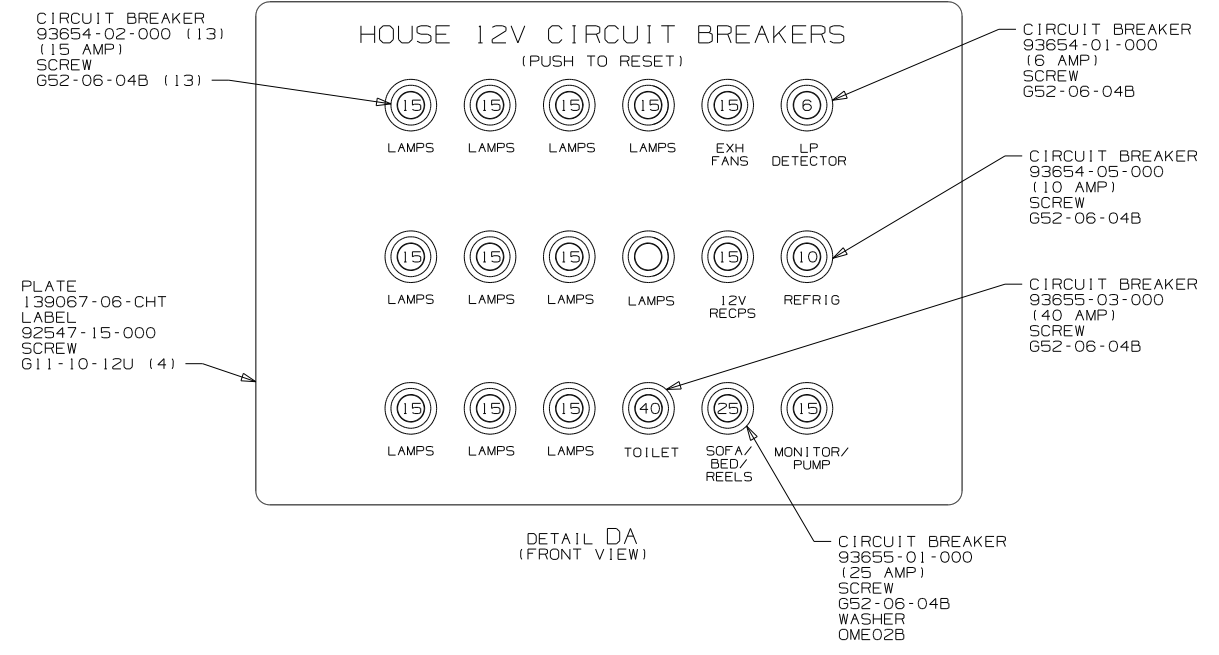 CIRCUIT BREAKER
93654-02-000 (13)
(15 AMP)
SCREW
G52-06-04B (13)
HOUSE 12V CIRCUIT BREAKERS
(PUSH TO RESET)
CIRCUIT BREAKER
93654-01-000
(6 AMP)
SCREW
G52-06-04B
15 15 15 15 15 6
LAMPS LAMPS LAMPS LAMPS EXH LP
FANS DETECTOR
CIRCUIT BREAKER
93654-05-000
(10 AMP)
SCREW
G52-06-04B
15 15 15 15 10
LAMPS LAMPS LAMPS LAMPS 12V REFRIG
RECPS
PLATE
139067-06-CHT
LABEL
92547-15-000
SCREW
G11-10-12U (4)
CIRCUIT BREAKER
93655-03-000
(40 AMP)
SCREW
G52-06-04B
15 15 15 40 25 15
LAMPS LAMPS LAMPS TOILET SOFA/ MONITOR/
BED/ PUMP
REELS
DETAIL DA
(FRONT VIEW)
CIRCUIT BREAKER
93655-01-000
(25 AMP)
SCREW
G52-06-04B
WASHER
OME02B